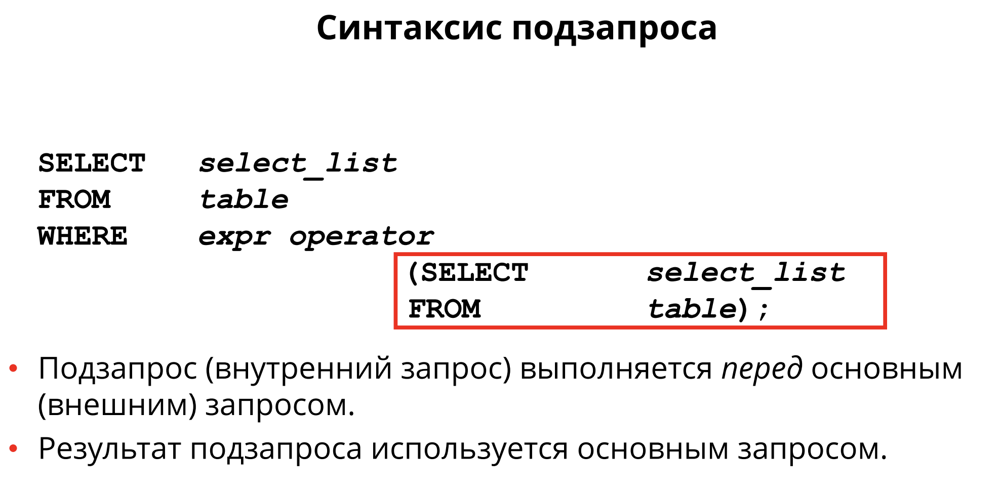 Синтаксис подзапроса
SELECT select_list
FROM table
WHERE expr operator
(SELECT select_list
FROM table);
• Подзапрос (внутренний запрос) выполняется перед основным
(внешним) запросом.
• Результат подзапроса используется основным запросом.